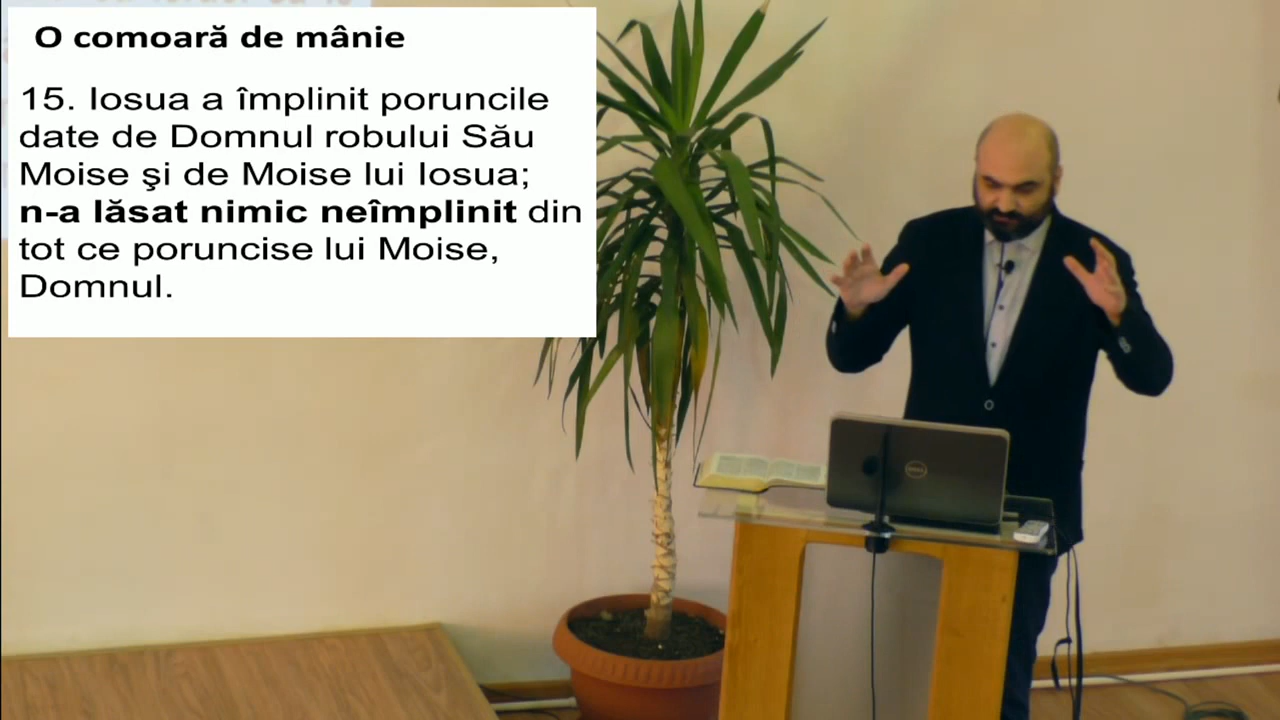 O comoară de mânie
15. Iosua a împlinit poruncile
date de Domnul robului Său
Moise şi de Moise lui Iosua;
n-a lăsat nimic neîmplinit din
tot ce poruncise lui Moise,
Domnul.
DELL